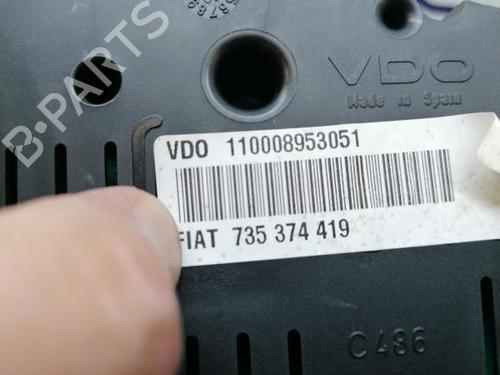 VDO
Made in Spain
VDO 110008953051
FIAT 735 374 419
C486
B-PARTS